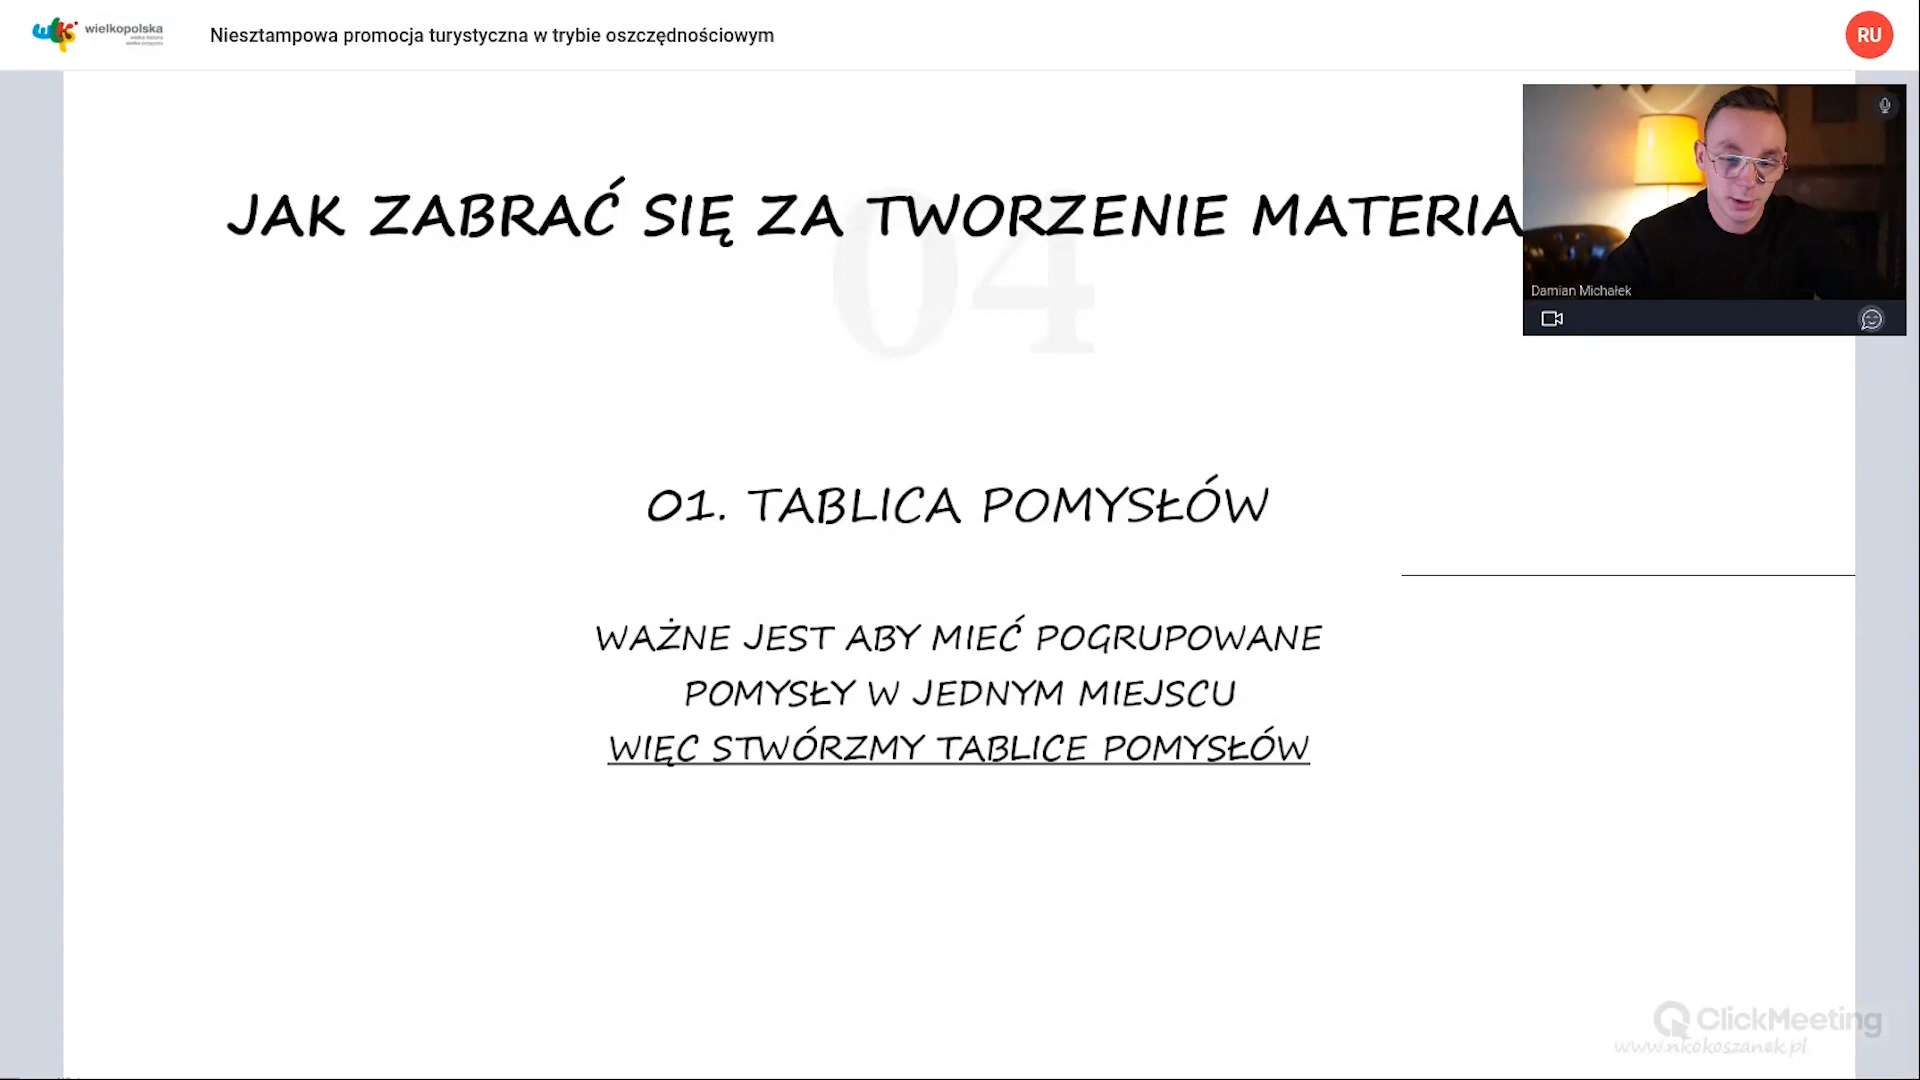 wielkopolska
Niesztampowa promocja turystyczna w trybie oszczędnościowym
RU
04
JAK ZABRAĆ SIĘ ZA TWORZENIE MATERIA
Damian Michałek
01. TABLICA POMYSŁÓW
WAŻNE JEST ABY MIEĆ POGRUPOWANE
POMYSŁY W JEDNYM MIEJSCU
WIĘC STWÓRZMY TABLICE POMYSŁÓW
ClickMeeting
www.nkokoszanek.pl